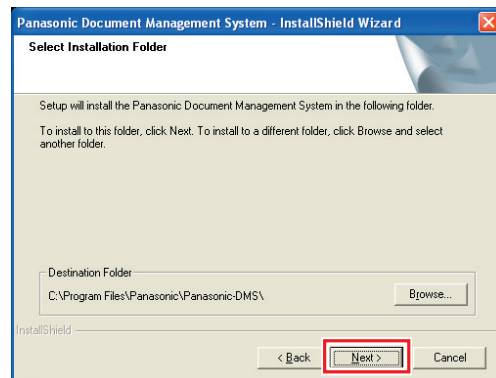 Panasonic Document Management System - InstallShield Wizard
Select Installation Folder
Setup will install the Panasonic Document Management System in the following folder.
To install to this folder, click Next. To install to a different folder, click Browse and select
another folder.
Destination Folder
C:\Program Files\Panasonic\Panasonic-DMS\
Browse...
InstallShield
< Back
Next >
Cancel